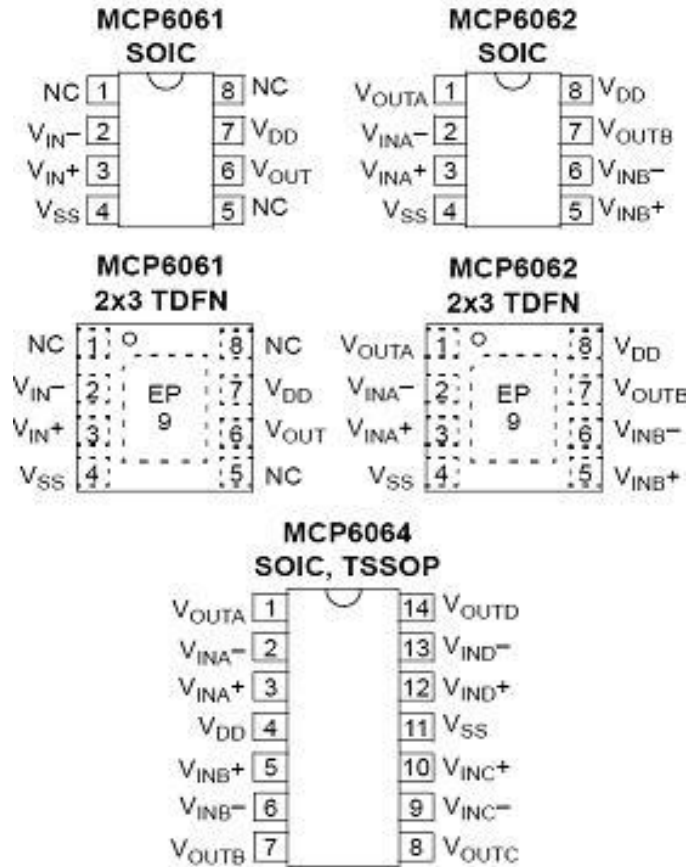 MCP6061
SOIC
NC 1 8 NC
VIN– 2 7 VDD
VIN+ 3 6 VOUT
VSS 4 5 NC
MCP6062
SOIC
VOUTA 1 8 VDD
VINA– 2 7 VOUTB
VINA+ 3 6 VINB–
VSS 4 5 VINB+
MCP6061
2x3 TDFN
NC 1 8 NC
VIN– 2 EP 7 VDD
VIN+ 3 9 6 VOUT
VSS 4 5 NC
MCP6062
2x3 TDFN
VOUTA 1 8 VDD
VINA– 2 EP 7 VOUTB
VINA+ 3 9 6 VINB–
VSS 4 5 VINB+
MCP6064
SOIC, TSSOP
VOUTA 1 14 VOUTD
VINA– 2 13 VIND–
VINA+ 3 12 VIND+
VDD 4 11 VSS
VINB+ 5 10 VINC+
VINB– 6 9 VINC–
VOUTB 7 8 VOUTC